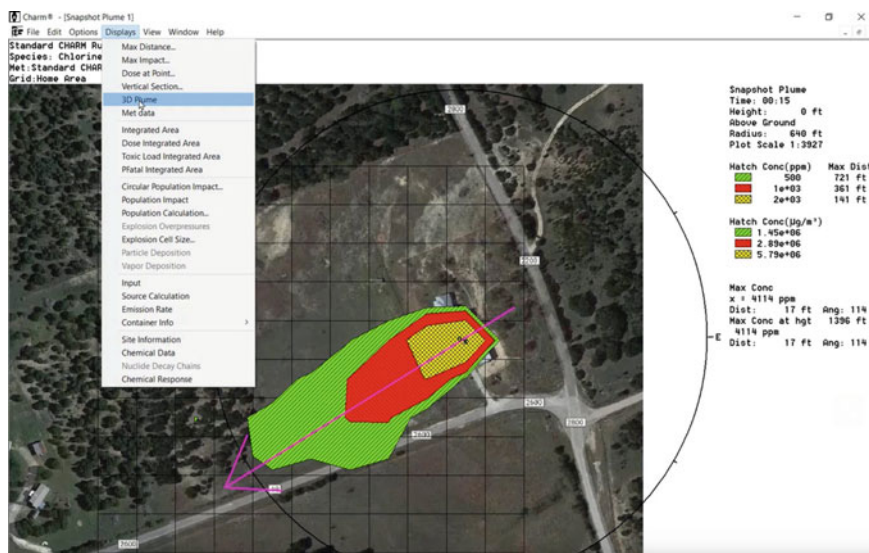 Charm® - [Snapshot Plume 1]
File Edit Options Displays View Window Help
Standard CHARM Ru
Species: Chlorine
Met:Standard CHAR
Grid:Home Area
Max Distance...
Max Impact...
Dose at Point...
Vertical Section...
3D Plume
Met data
Integrated Area
Dose Integrated Area
Toxic Load Integrated Area
PFatal Integrated Area
Circular Population Impact...
Population Impact
Population Calculation...
Explosion Overpressures
Explosion Cell Size...
Particle Deposition
Vapor Deposition
Input
Source Calculation
Emission Rate
Container Info
Site Information
Chemical Data
Nuclide Decay Chains
Chemical Response
Snapshot Plume
Time: 00:15
Height: 0 ft
Above Ground
Radius: 640 ft
Plot Scale 1:3927
Hatch Conc(ppm) Max Dist
500 721 ft
1e+03 361 ft
2e+03 141 ft
Hatch Conc(µg/m³)
1.45e+06
2.89e+06
5.79e+06
Max Conc
x = 4114 ppm
Dist: 17 ft Ang: 114
Max Conc at hgt 1396 ft
4114 ppm
Dist: 17 ft Ang: 114
E
2200
2600
2600
2600